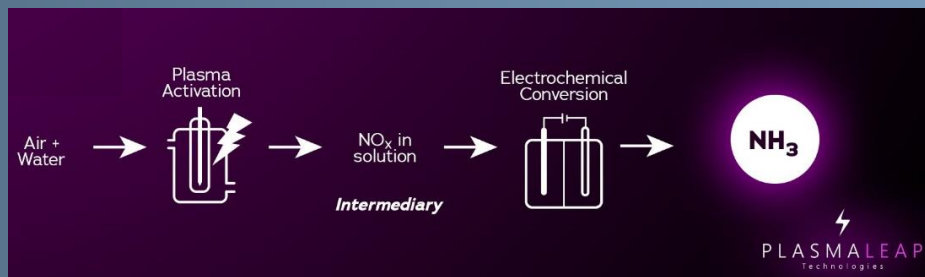 Air +
Water
Plasma
Activation
NOₓ in
solution
Intermediary
Electrochemical
Conversion
NH₃
PLASMALEAP
Technologies